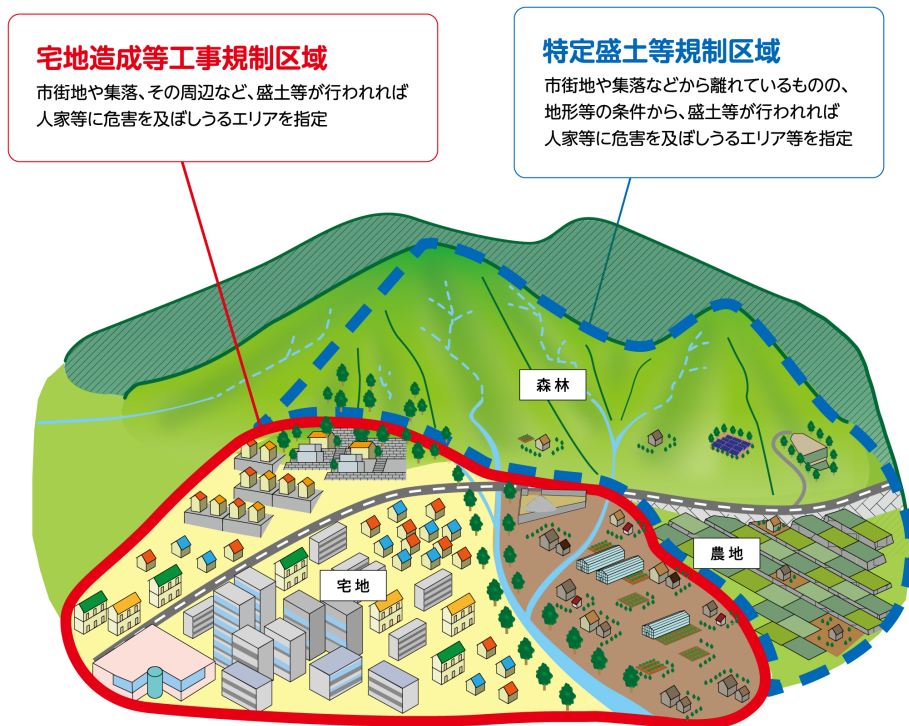 宅地造成等工事規制区域
市街地や集落、その周辺など、盛土等が行われれば
人家等に危害を及ぼしうるエリアを指定
特定盛土等規制区域
市街地や集落などから離れているものの、
地形等の条件から、盛土等が行われれば
人家等に危害を及ぼしうるエリア等を指定
森林
農地
宅地